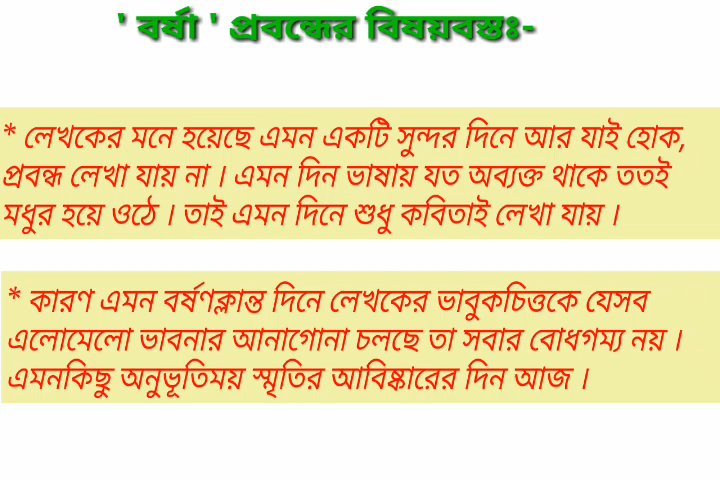 ' বর্ষা ' প্রবন্ধের বিষয়বস্তুঃ-
* লেখকের মনে হয়েছে এমন একটি সুন্দর দিনে আর যাই হোক,
প্রবন্ধ লেখা যায় না । এমন দিন ভাষায় যত অব্যক্ত থাকে ততই
মধুর হয়ে ওঠে । তাই এমন দিনে শুধু কবিতাই লেখা যায় ।
* কারণ এমন বর্ষণক্লান্ত দিনে লেখকের ভাবুকচিত্তকে যেসব
এলোমেলো ভাবনার আনাগোনা চলছে তা সবার বোধগম্য নয় ।
এমনকিছু অনুভূতিময় স্মৃতির আবিষ্কারের দিন আজ ।